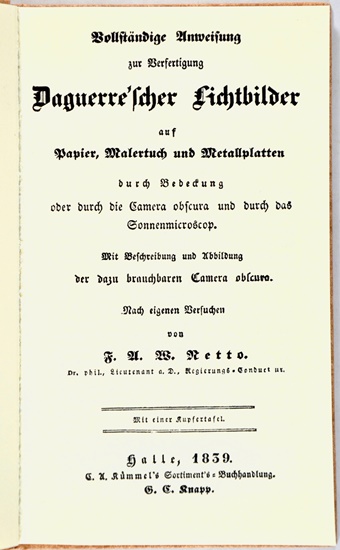 Vollständige Anweisung
zur Verfertigung
Daguerre'scher Lichtbilder
auf
Papier, Malertuch und Metallplatten
durch Bedeckung
oder durch die Camera obscura und durch das
Sonnenmicroscop.
Mit Beschreibung und Abbildung
der dazu brauchbaren Camera obscura.
Nach eigenen Versuchen
von
F. A. W. Netto.
Dr. phil., Lieutenant a. D., Regierungs-Conduct ur.
Mit einer Kupfertafel.
Halle, 1839.
C. A. Kümmel's Sortiment's-Buchhandlung.
G. C. Knapp.